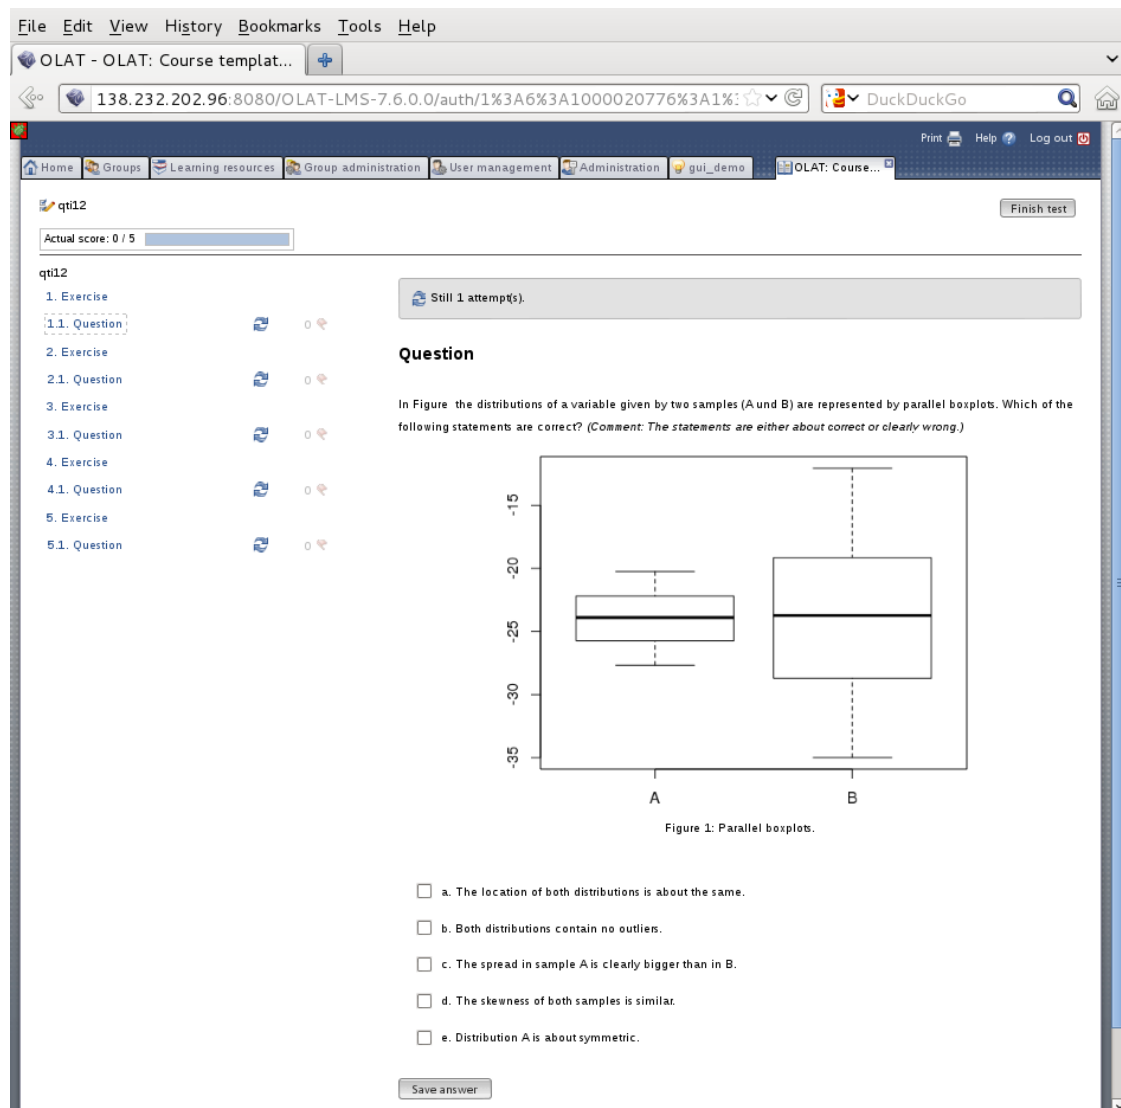 File Edit View History Bookmarks Tools Help
OLAT - OLAT: Course templat...
138.232.202.96:8080/OLAT-LMS-7.6.0.0/auth/1%3A6%3A1000020776%3A1%3
DuckDuckGo
Print Help Log out
Home Groups Learning resources Group administration User management Administration gui_demo OLAT: Course...
qti12
Finish test
Actual score: 0 / 5
qti12
1. Exercise
1.1. Question 0
2. Exercise
2.1. Question 0
3. Exercise
3.1. Question 0
4. Exercise
4.1. Question 0
5. Exercise
5.1. Question 0
Still 1 attempt(s).
Question
In Figure the distributions of a variable given by two samples (A und B) are represented by parallel boxplots. Which of the
following statements are correct? (Comment: The statements are either about correct or clearly wrong.)
-15
-20
-25
-30
-35
A B
Figure 1: Parallel boxplots.
a. The location of both distributions is about the same.
b. Both distributions contain no outliers.
c. The spread in sample A is clearly bigger than in B.
d. The skewness of both samples is similar.
e. Distribution A is about symmetric.
Save answer